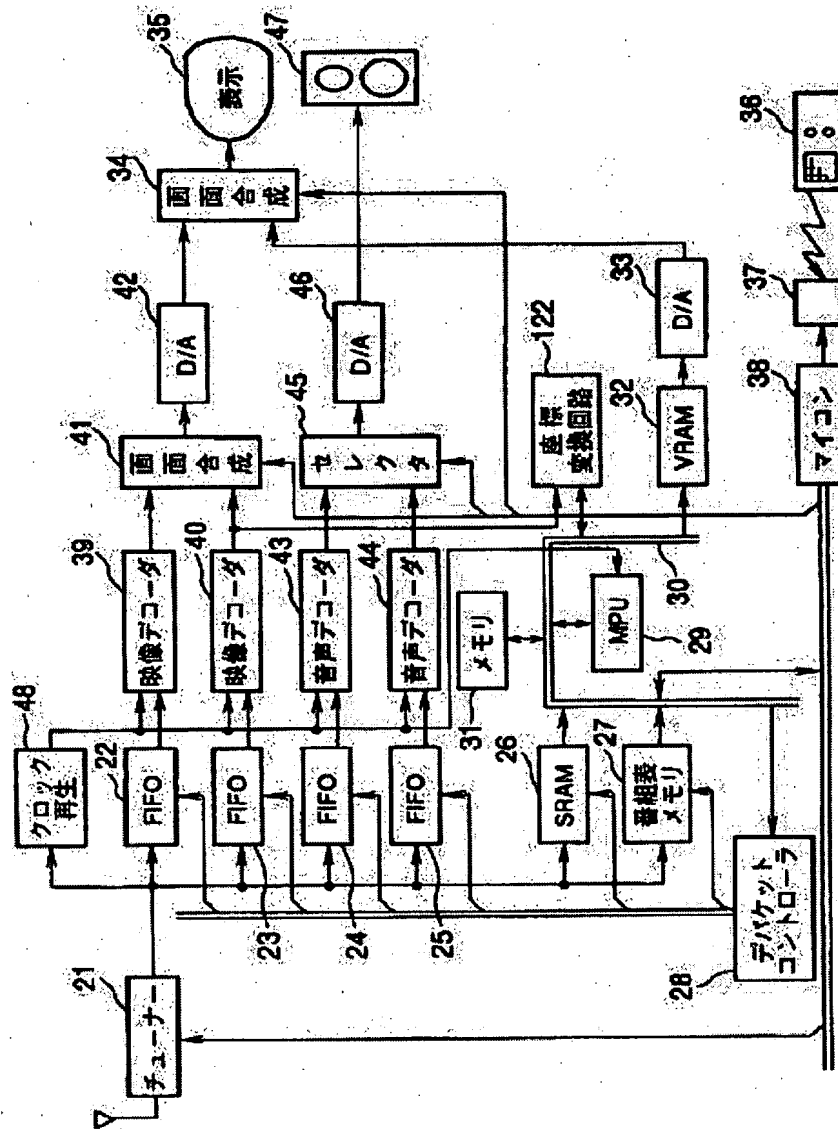 35
表示
47
34
画面合成
36
42
D/A
46
D/A
33
D/A
37
122
座標
変換回路
32
VRAM
38
マイコン
41
画面合成
45
セレクタ
39
映像デコーダ
40
映像デコーダ
43
音声デコーダ
44
音声デコーダ
31
メモリ
MPU
29
30
48
クロック
再生
22
FIFO
FIFO
23
FIFO
24
FIFO
25
26
SRAM
27
番組表
メモリ
21
チューナー
28
デパケット
コントローラ